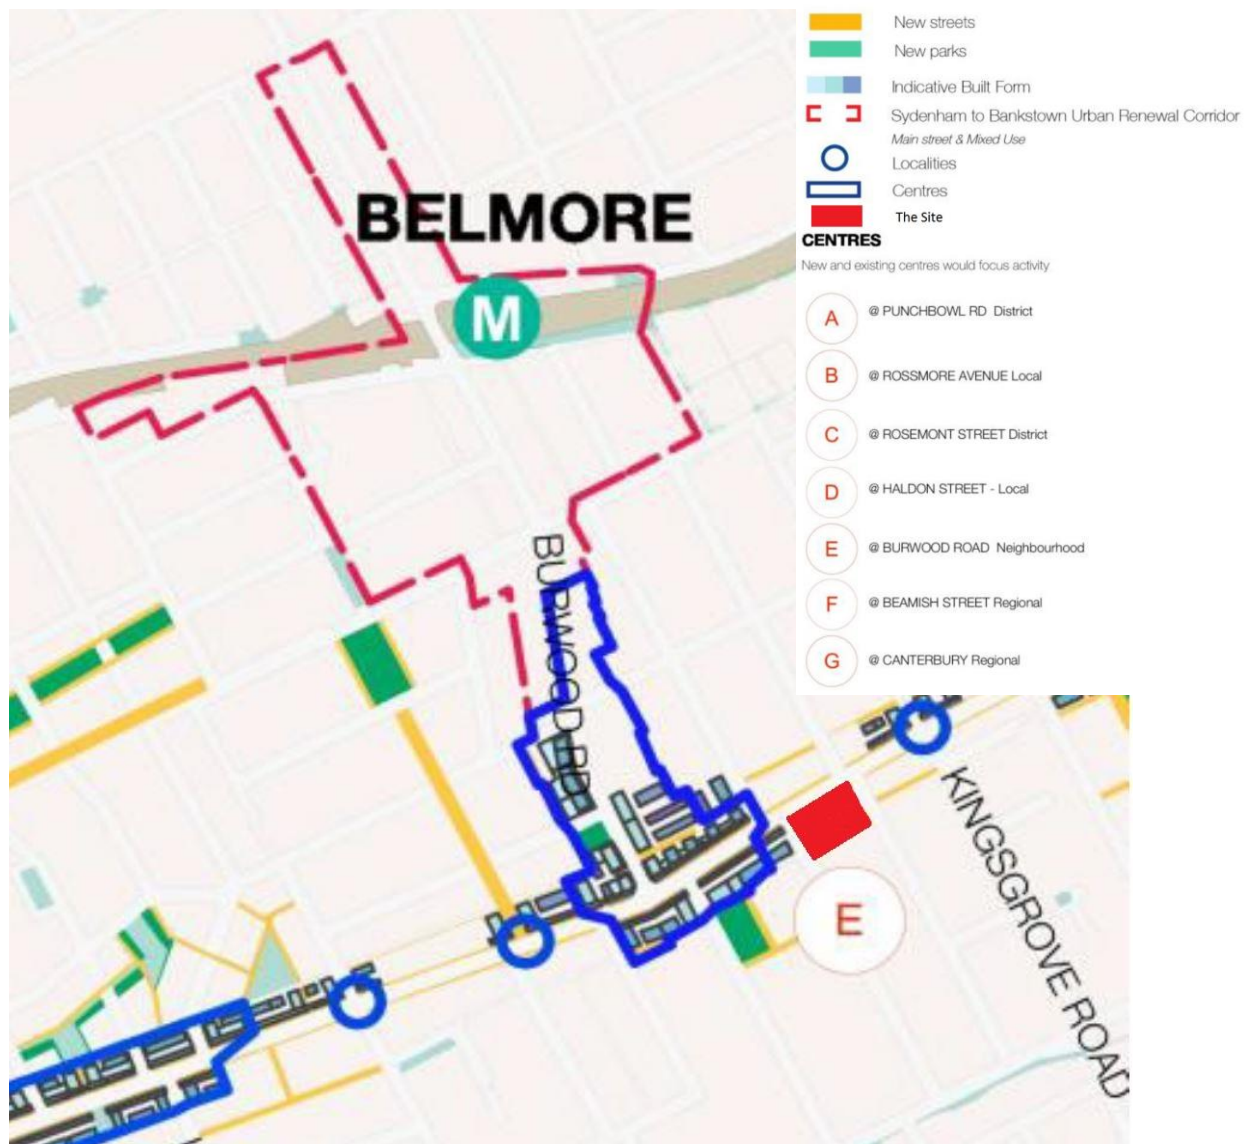 New streets
New parks
Indicative Built Form
Sydenham to Bankstown Urban Renewal Corridor
Main street & Mixed Use
Localities
Centres
The Site
CENTRES
New and existing centres would focus activity
A @ PUNCHBOWL RD District
B @ ROSSMORE AVENUE Local
C @ ROSEMONT STREET District
D @ HALDON STREET - Local
E @ BURWOOD ROAD Neighbourhood
F @ BEAMISH STREET Regional
G @ CANTERBURY Regional
BELMORE
M
BURWOOD RD
E
KINGSGROVE ROAD